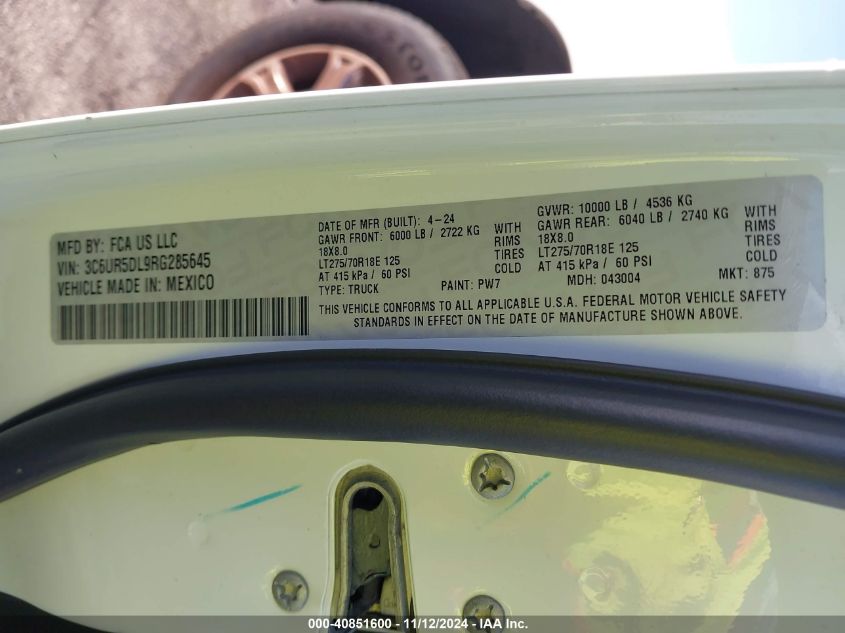 MFD BY: FCA US LLC
VIN: 3C6UR5DL9RG285645
VEHICLE MADE IN: MEXICO
DATE OF MFR (BUILT): 4-24
GAWR FRONT: 6000 LB / 2722 KG WITH
18X8.0 RIMS
LT275/70R18E 125 TIRES
AT 415 kPa / 60 PSI COLD
TYPE: TRUCK PAINT: PW7
GVWR: 10000 LB / 4536 KG
GAWR REAR: 6040 LB / 2740 KG WITH
18X8.0 RIMS
LT275/70R18E 125 TIRES
AT 415 kPa / 60 PSI COLD
MDH: 043004 MKT: 875
THIS VEHICLE CONFORMS TO ALL APPLICABLE U.S.A. FEDERAL MOTOR VEHICLE SAFETY
STANDARDS IN EFFECT ON THE DATE OF MANUFACTURE SHOWN ABOVE.
000-40851600 - 11/12/2024 - IAA Inc.